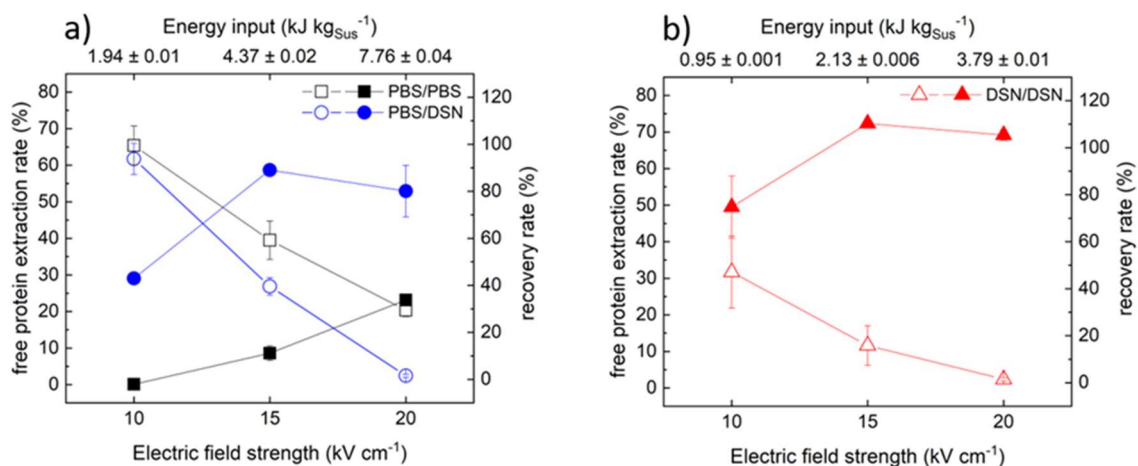 a)
Energy input (kJ kg_Sus⁻¹)
1.94 ± 0.01 4.37 ± 0.02 7.76 ± 0.04
PBS/PBS
PBS/DSN
free protein extraction rate (%)
80
70
60
50
40
30
20
10
0
recovery rate (%)
120
100
80
60
40
20
0
10 15 20
Electric field strength (kV cm⁻¹)
b)
Energy input (kJ kg_Sus⁻¹)
0.95 ± 0.001 2.13 ± 0.006 3.79 ± 0.01
DSN/DSN
free protein extraction rate (%)
80
70
60
50
40
30
20
10
0
recovery rate (%)
120
100
80
60
40
20
0
10 15 20
Electric field strength (kV cm⁻¹)